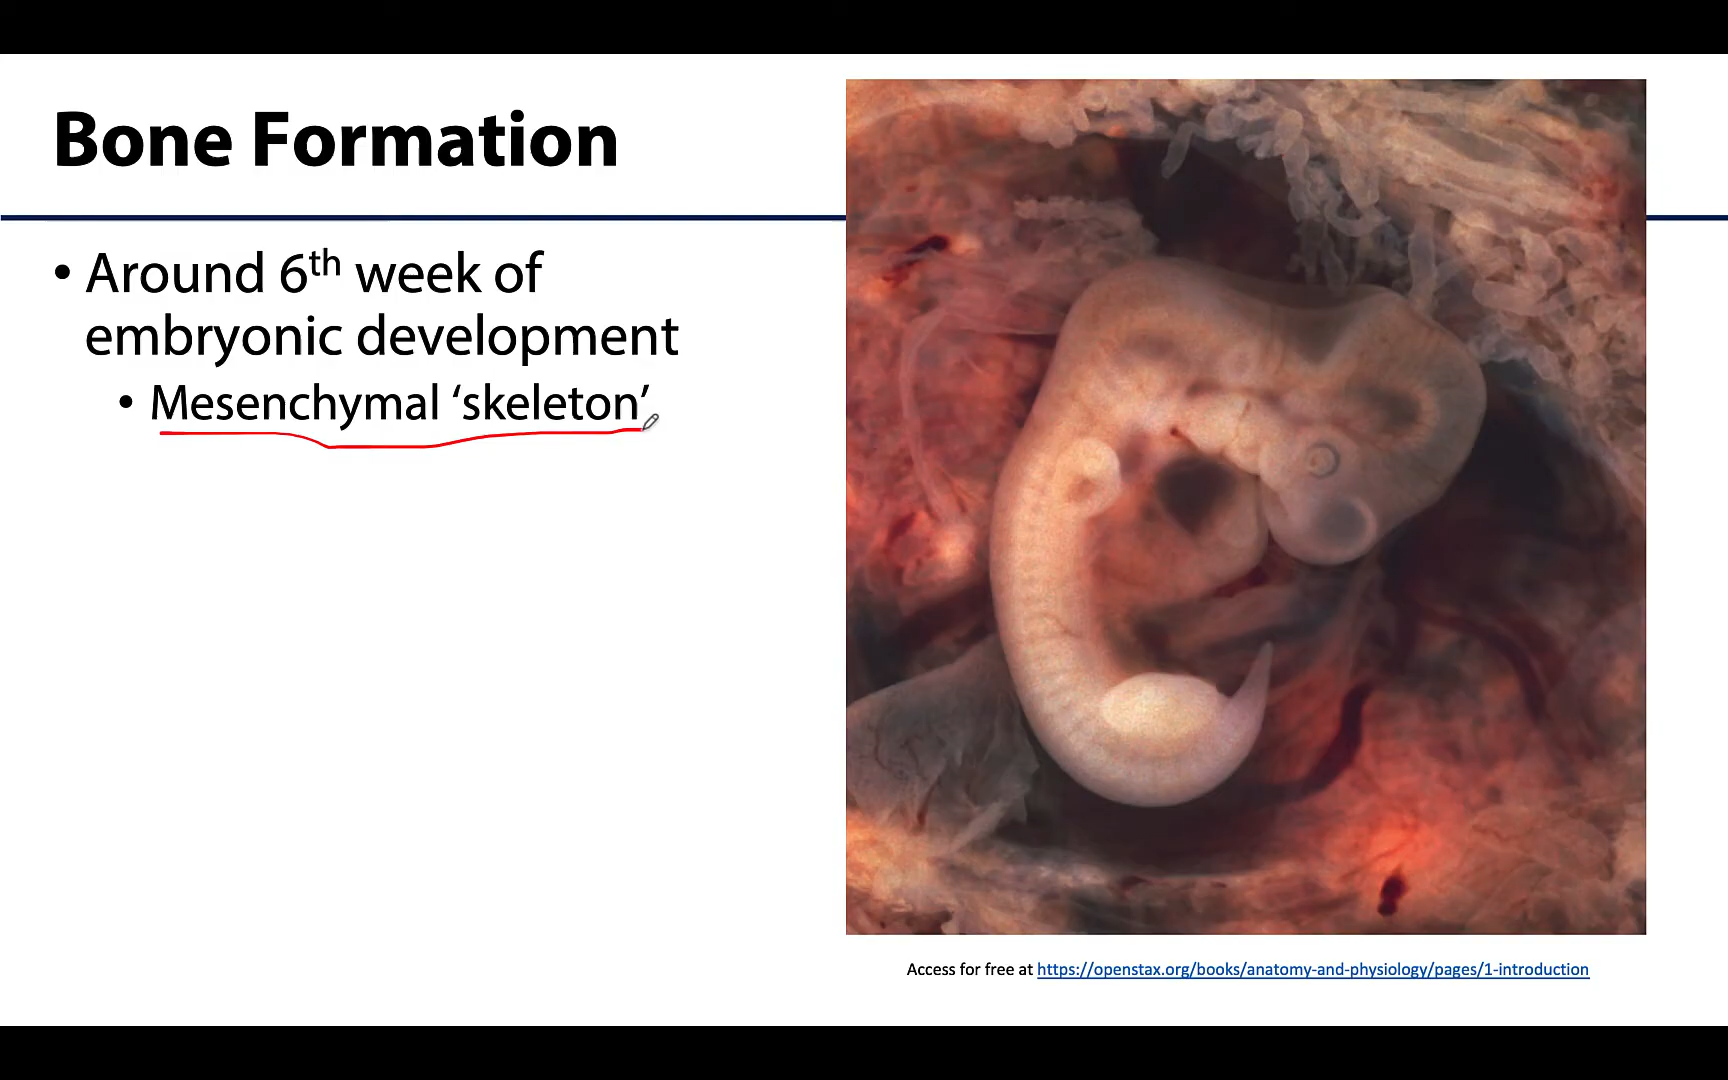 Bone Formation
• Around 6th week of
embryonic development
• Mesenchymal ‘skeleton’
Access for free at https://openstax.org/books/anatomy-and-physiology/pages/1-introduction